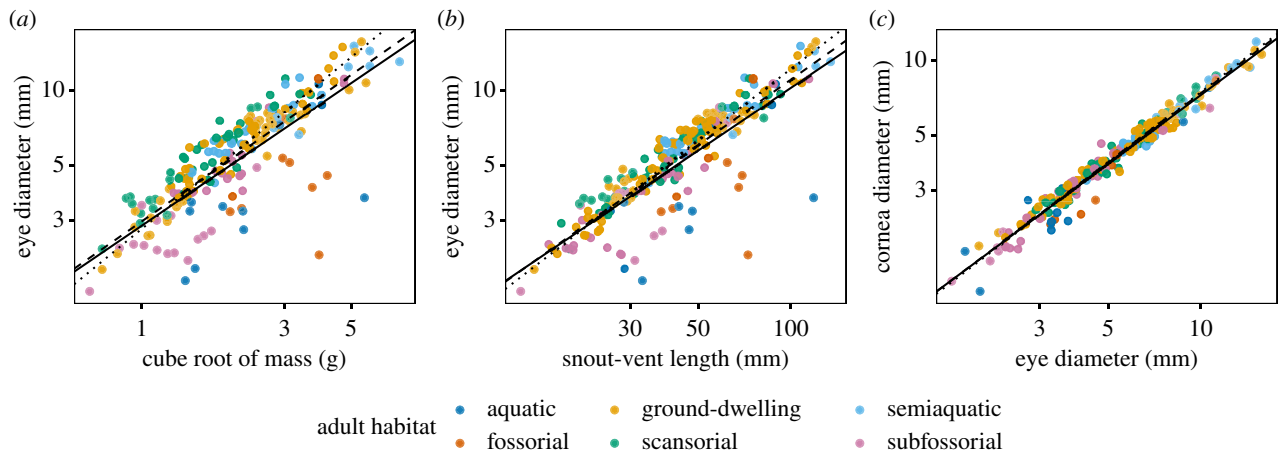 (a)
(b)
(c)
eye diameter (mm)
10
5
3
1
3
5
cube root of mass (g)
eye diameter (mm)
10
5
3
30
50
100
snout-vent length (mm)
cornea diameter (mm)
10
5
3
3
5
10
eye diameter (mm)
adult habitat
aquatic
ground-dwelling
semiaquatic
fossorial
scansorial
subfossorial